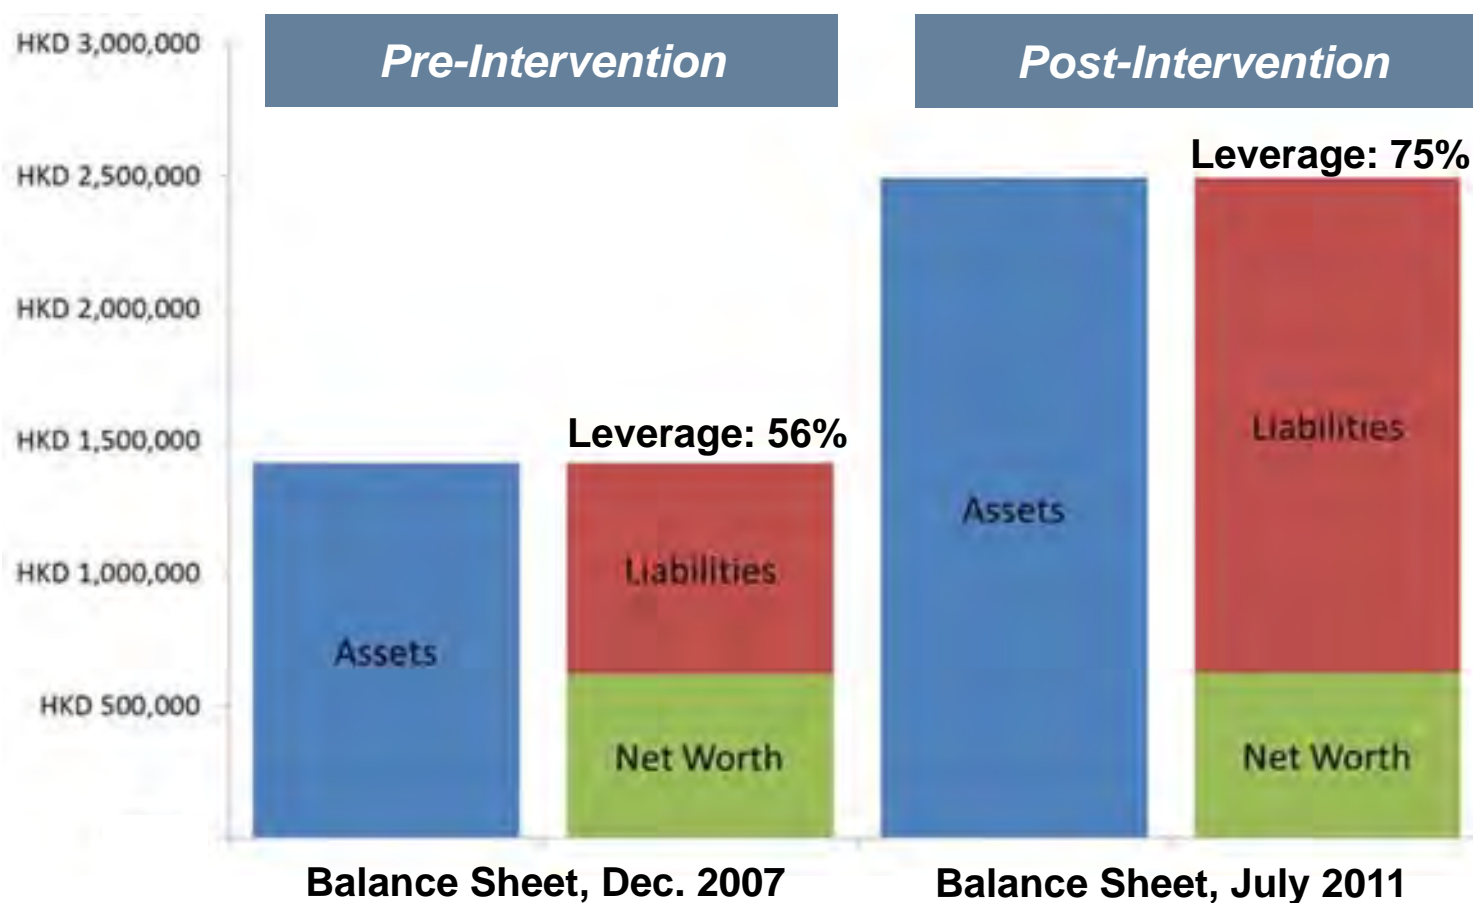 HKD 3,000,000
HKD 2,500,000
HKD 2,000,000
HKD 1,500,000
HKD 1,000,000
HKD 500,000
Pre-Intervention
Post-Intervention
Leverage: 56%
Leverage: 75%
Assets
Liabilities
Net Worth
Assets
Liabilities
Net Worth
Balance Sheet, Dec. 2007
Balance Sheet, July 2011